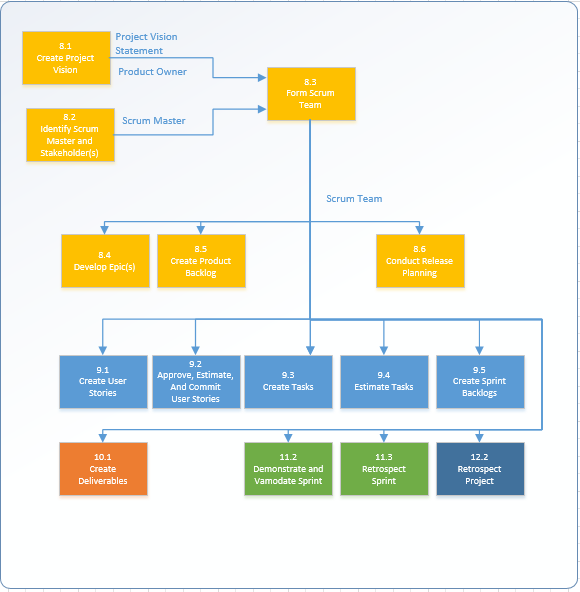 8.1
Create Project
Vision
Project Vision
Statement
Product Owner
8.2
Identify Scrum
Master and
Stakeholder(s)
Scrum Master
8.3
Form Scrum
Team
Scrum Team
8.4
Develop Epic(s)
8.5
Create Product
Backlog
8.6
Conduct Release
Planning
9.1
Create User
Stories
9.2
Approve, Estimate,
And Commit
User Stories
9.3
Create Tasks
9.4
Estimate Tasks
9.5
Create Sprint
Backlogs
10.1
Create
Deliverables
11.2
Demonstrate and
Vamodate Sprint
11.3
Retrospect
Sprint
12.2
Retrospect
Project